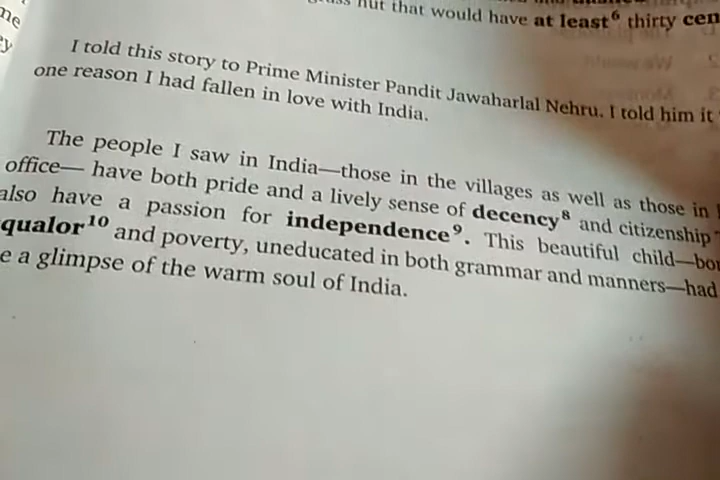 nut that would have at least⁶ thirty cen
I told this story to Prime Minister Pandit Jawaharlal Nehru. I told him it
one reason I had fallen in love with India.
The people I saw in India—those in the villages as well as those in
office— have both pride and a lively sense of decency⁸ and citizenship
also have a passion for independence⁹. This beautiful child—bo
qualor¹⁰ and poverty, uneducated in both grammar and manners—had
e a glimpse of the warm soul of India.